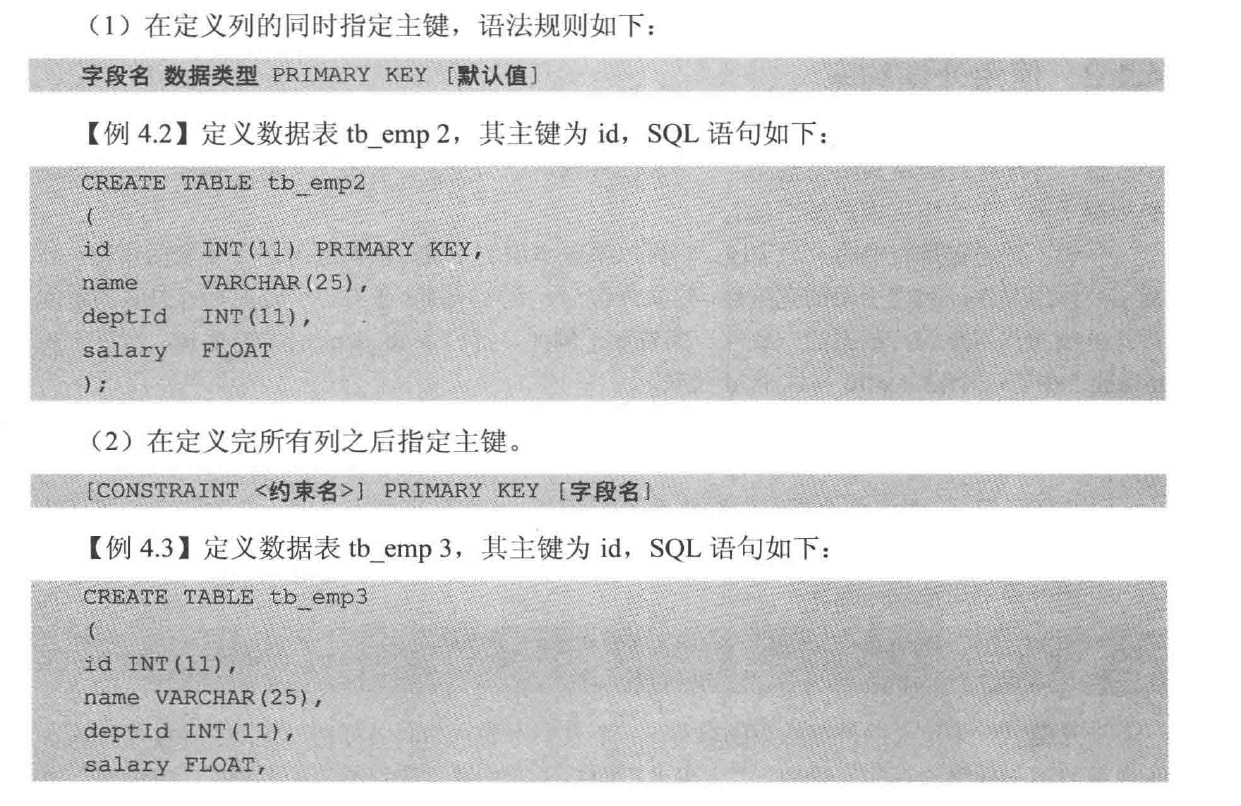 （1）在定义列的同时指定主键，语法规则如下：
字段名 数据类型 PRIMARY KEY [默认值]
【例 4.2】定义数据表 tb_emp 2，其主键为 id，SQL 语句如下：
CREATE TABLE tb_emp2
(
id INT(11) PRIMARY KEY,
name VARCHAR(25),
deptId INT(11),
salary FLOAT
);
（2）在定义完所有列之后指定主键。
[CONSTRAINT <约束名>] PRIMARY KEY [字段名]
【例 4.3】定义数据表 tb_emp 3，其主键为 id，SQL 语句如下：
CREATE TABLE tb_emp3
(
id INT(11),
name VARCHAR(25),
deptId INT(11),
salary FLOAT,